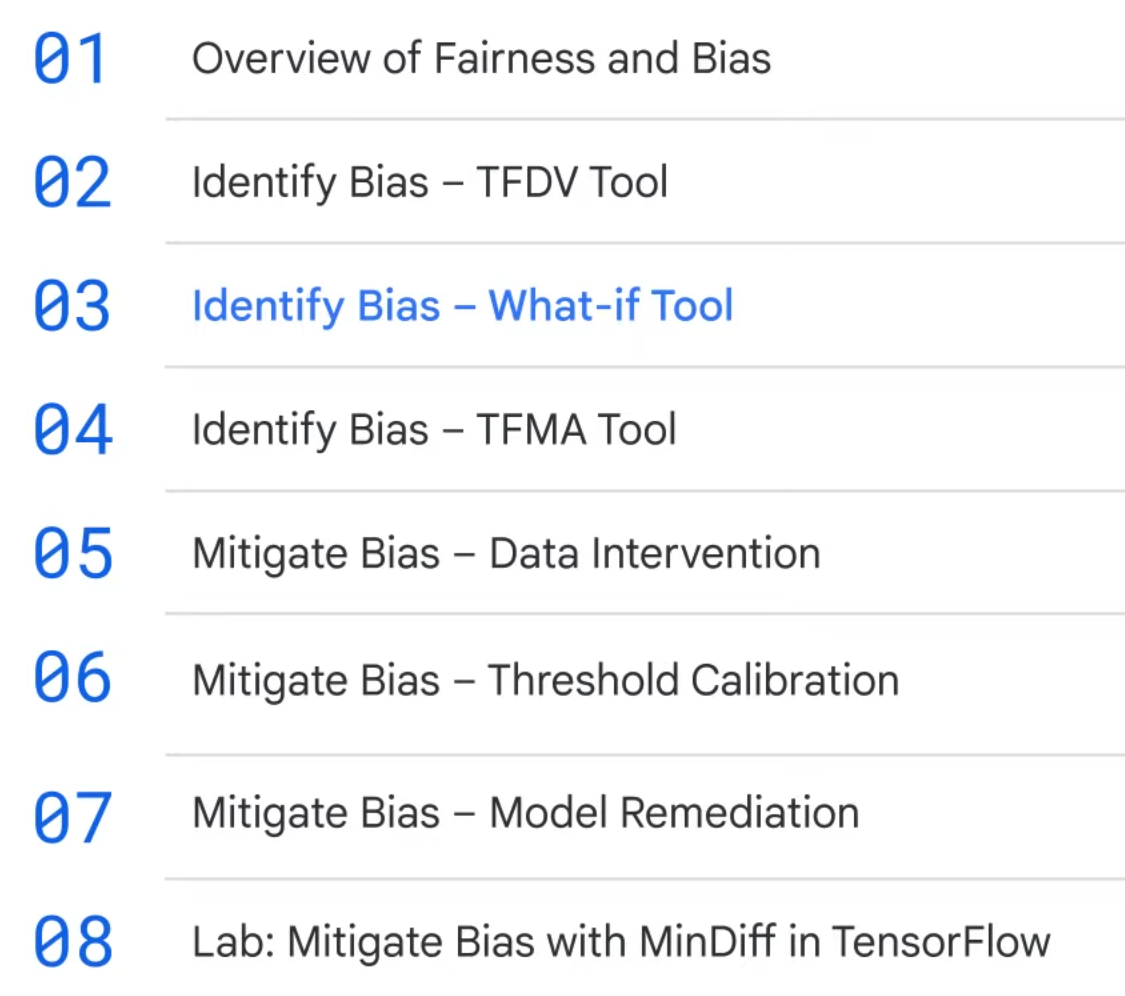 01 Overview of Fairness and Bias
02 Identify Bias – TFDV Tool
03 Identify Bias – What-if Tool
04 Identify Bias – TFMA Tool
05 Mitigate Bias – Data Intervention
06 Mitigate Bias – Threshold Calibration
07 Mitigate Bias – Model Remediation
08 Lab: Mitigate Bias with MinDiff in TensorFlow